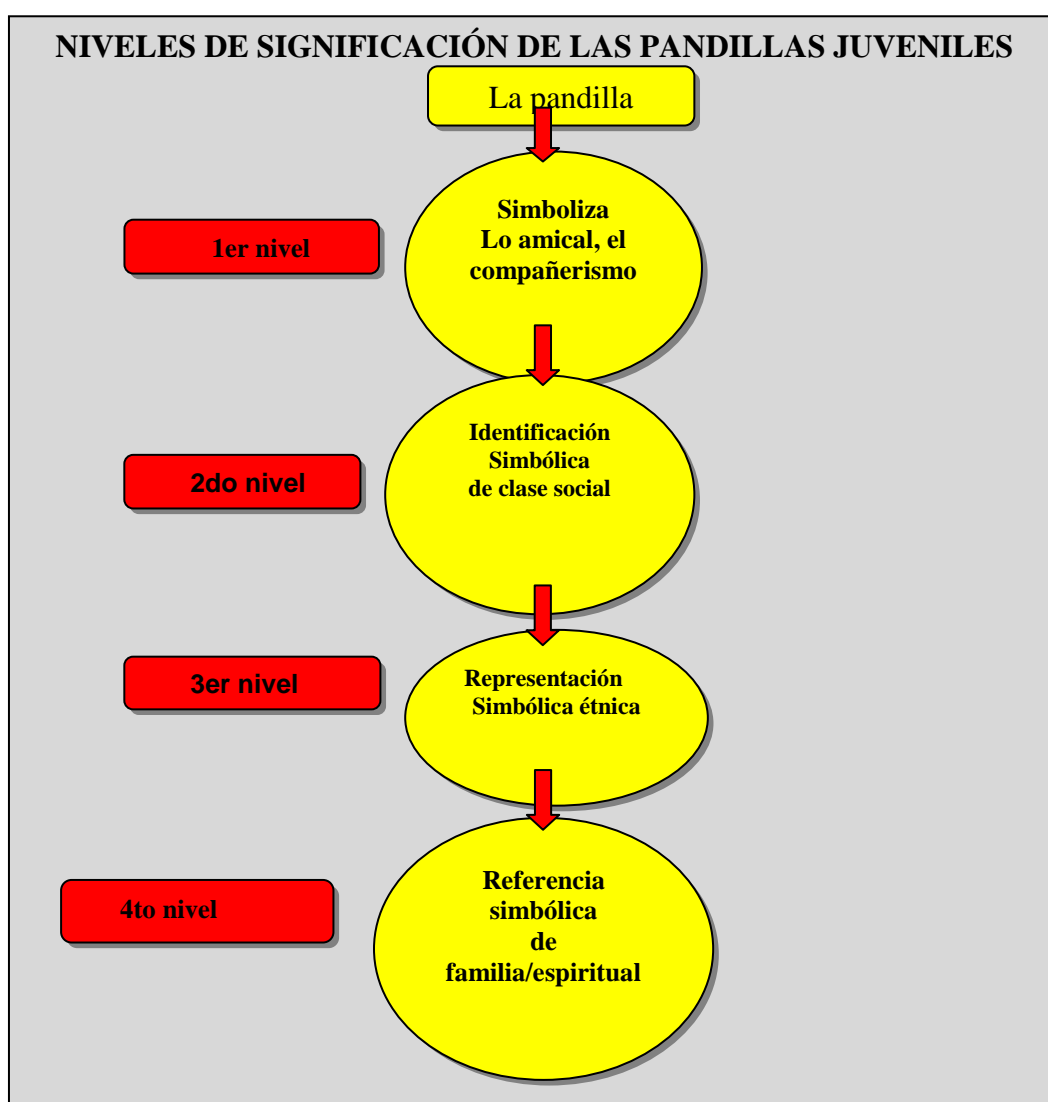 NIVELES DE SIGNIFICACIÓN DE LAS PANDILLAS JUVENILES
La pandilla
1er nivel
Simboliza
Lo amical, el
compañerismo
2do nivel
Identificación
Simbólica
de clase social
3er nivel
Representación
Simbólica étnica
4to nivel
Referencia
simbólica
de
familia/espiritual